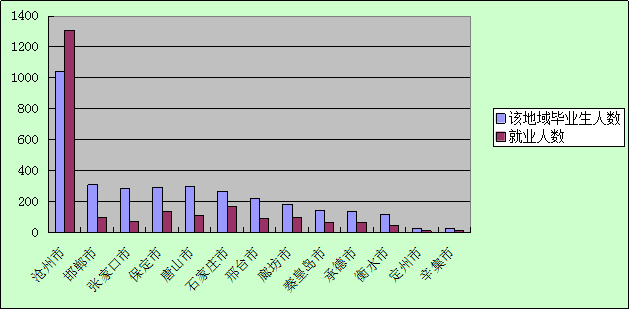 1400
1200
1000
800
600
400
200
0
沧州市
邯郸市
张家口市
保定市
唐山市
石家庄市
邢台市
廊坊市
秦皇岛市
承德市
衡水市
定州市
辛集市
该地域毕业生人数
就业人数